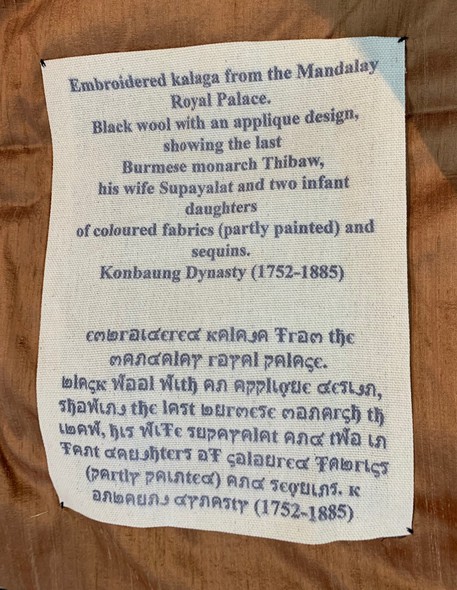 Embroidered kalaga from the Mandalay
Royal Palace.
Black wool with an applique design,
showing the last
Burmese monarch Thibaw,
his wife Supayalat and two infant
daughters
of coloured fabrics (partly painted) and
sequins.
Konbaung Dynasty (1752-1885)
embroidered kalaga from the
mandalay royal palace.
black wool with an applique design,
showing the last burmese monarch th
ibaw, his wife supayalat and two in
fant daughters of coloured fabrics
(partly painted) and sequins. k
onbaung dynasty (1752-1885)